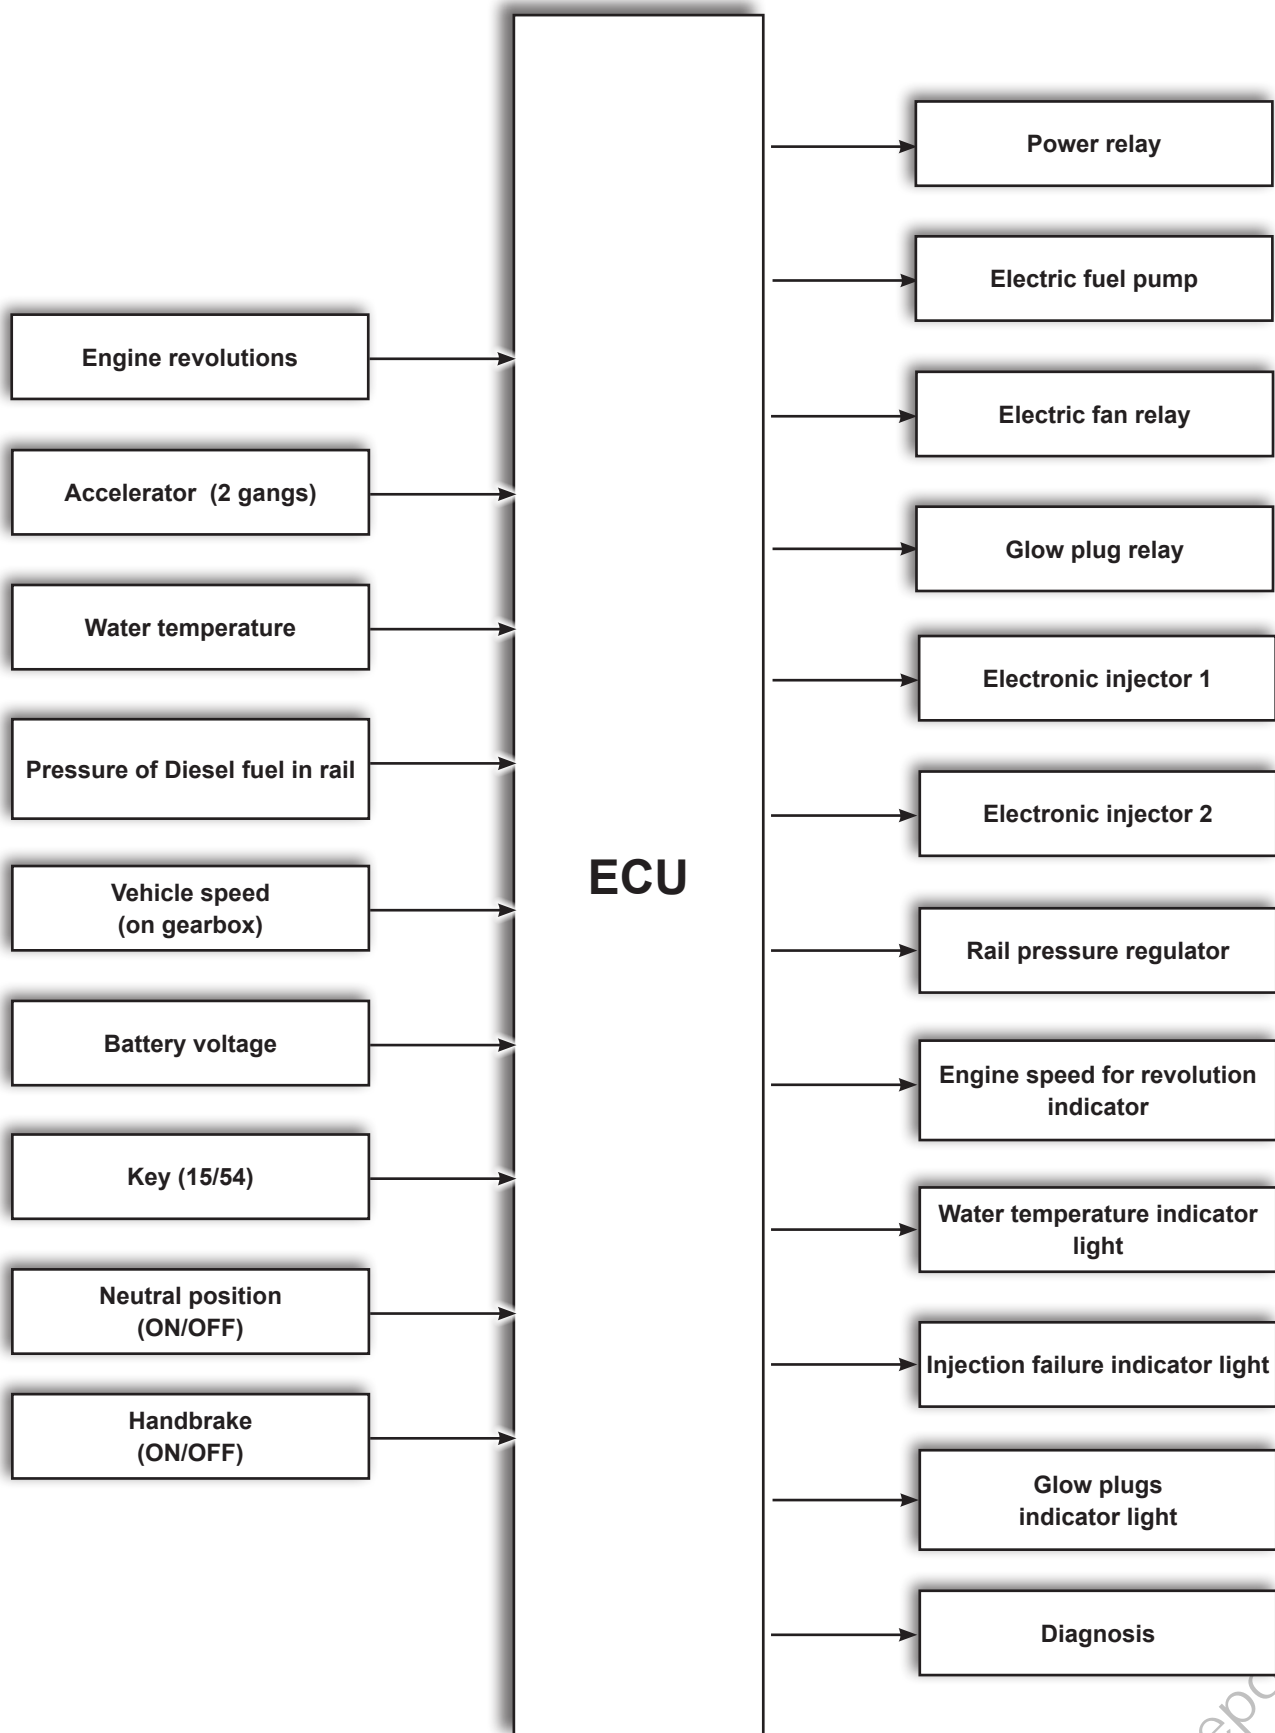 Engine revolutions
Accelerator (2 gangs)
Water temperature
Pressure of Diesel fuel in rail
Vehicle speed
(on gearbox)
Battery voltage
Key (15/54)
Neutral position
(ON/OFF)
Handbrake
(ON/OFF)
ECU
Power relay
Electric fuel pump
Electric fan relay
Glow plug relay
Electronic injector 1
Electronic injector 2
Rail pressure regulator
Engine speed for revolution
indicator
Water temperature indicator
light
Injection failure indicator light
Glow plugs
indicator light
Diagnosis